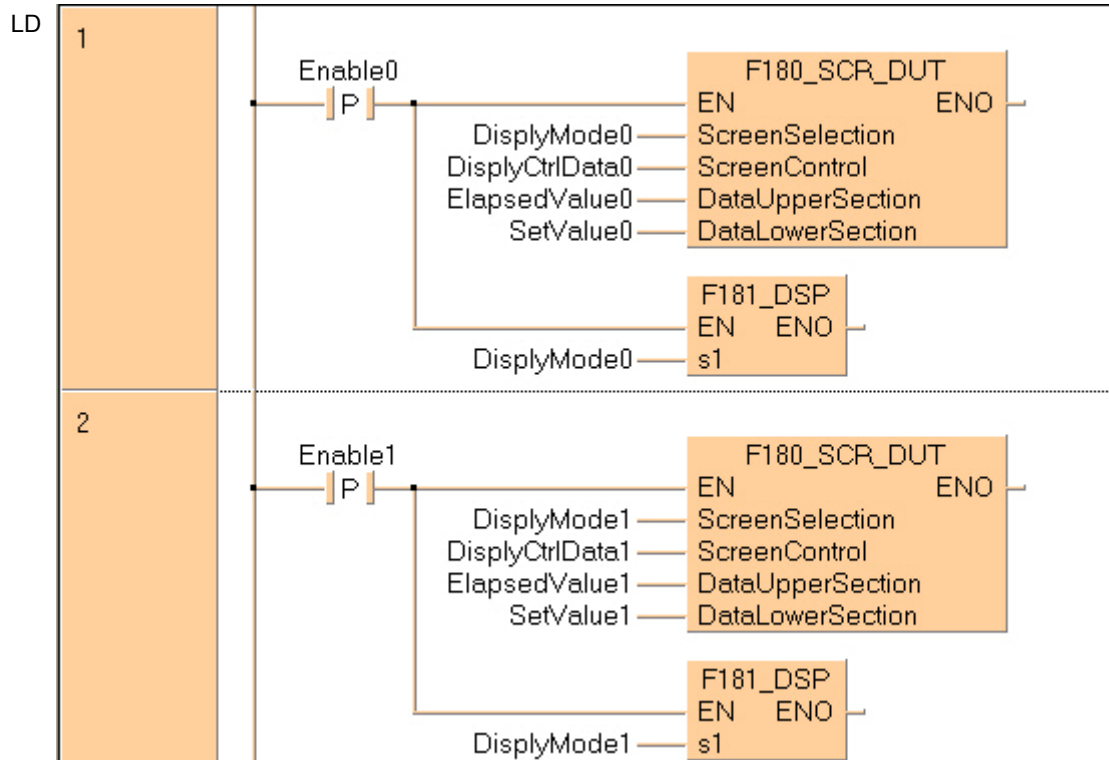 LD
1
Enable0
P
F180_SCR_DUT
EN ENO
DisplyMode0 ScreenSelection
DisplyCtrlData0 ScreenControl
ElapsedValue0 DataUpperSection
SetValue0 DataLowerSection
F181_DSP
EN ENO
DisplyMode0 s1
2
Enable1
P
F180_SCR_DUT
EN ENO
DisplyMode1 ScreenSelection
DisplyCtrlData1 ScreenControl
ElapsedValue1 DataUpperSection
SetValue1 DataLowerSection
F181_DSP
EN ENO
DisplyMode1 s1